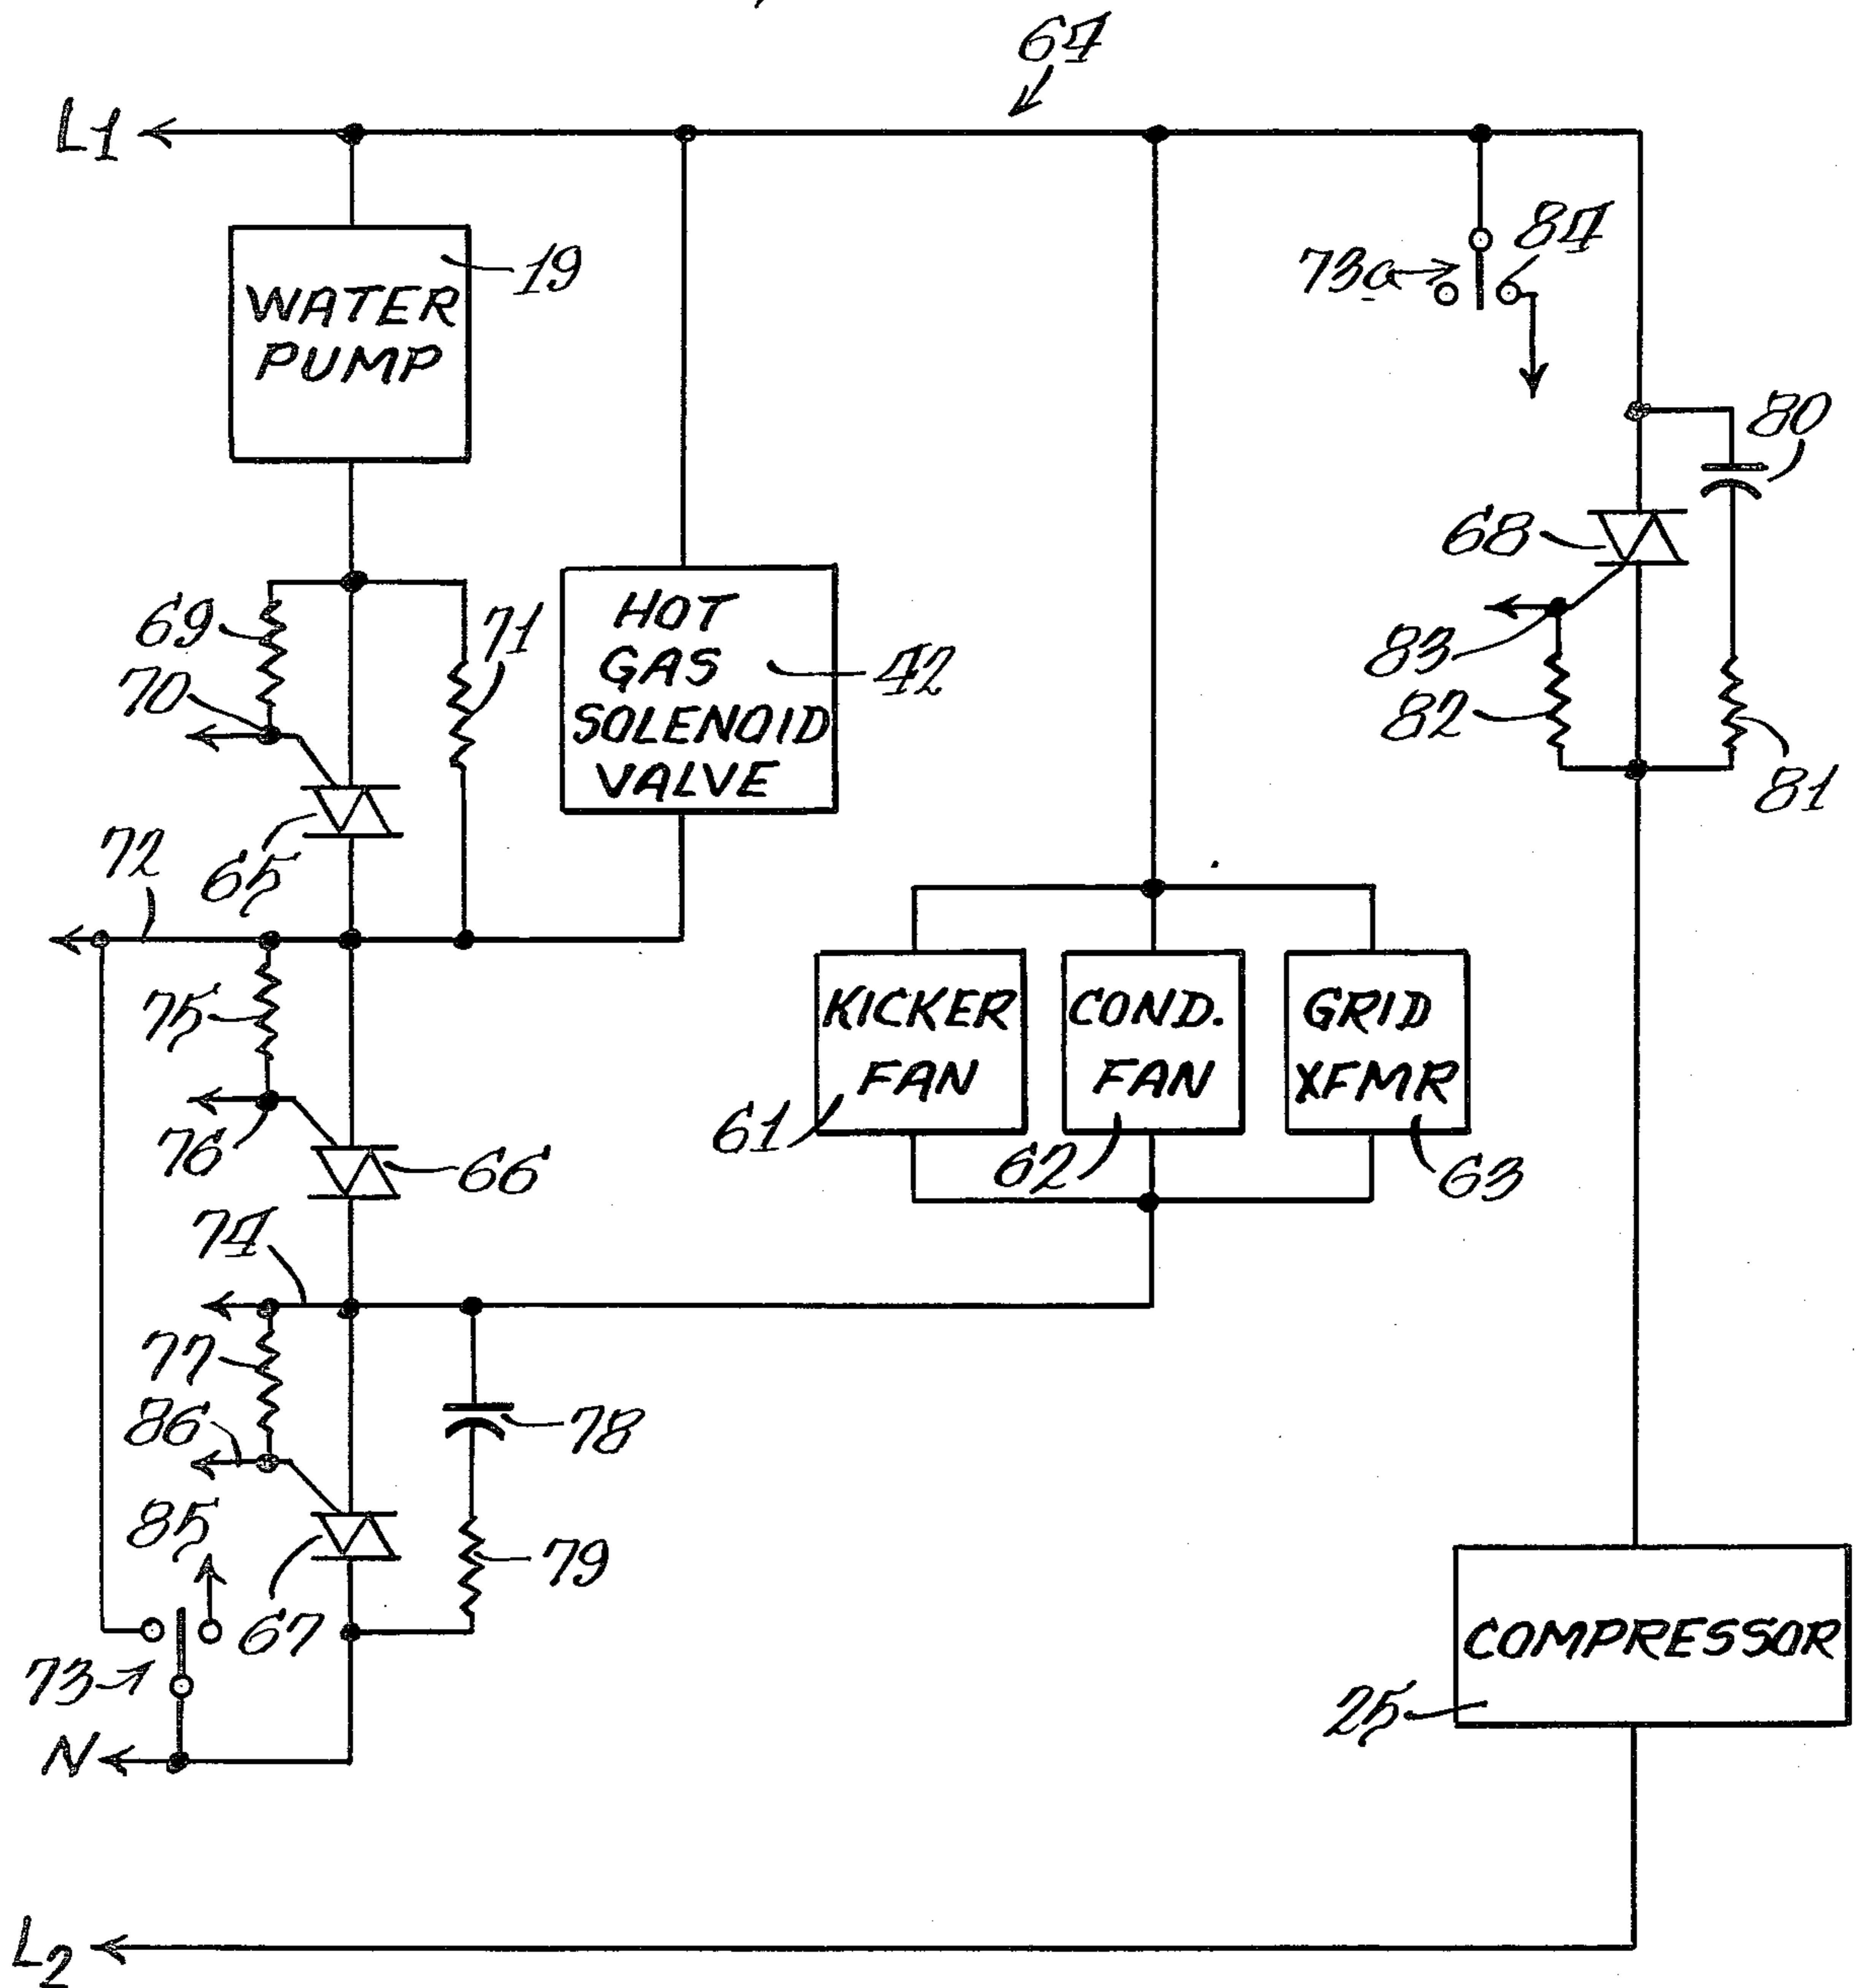 64
L1
84
73a
19
WATER
PUMP
80
68
69
71
HOT
GAS
SOLENOID
VALVE
42
70
83
82
81
72
65
75
KICKER
FAN
COND.
FAN
GRID
XFMR
76
66
61
62
63
74
77
86
78
85
79
67
73
COMPRESSOR
25
N
L2